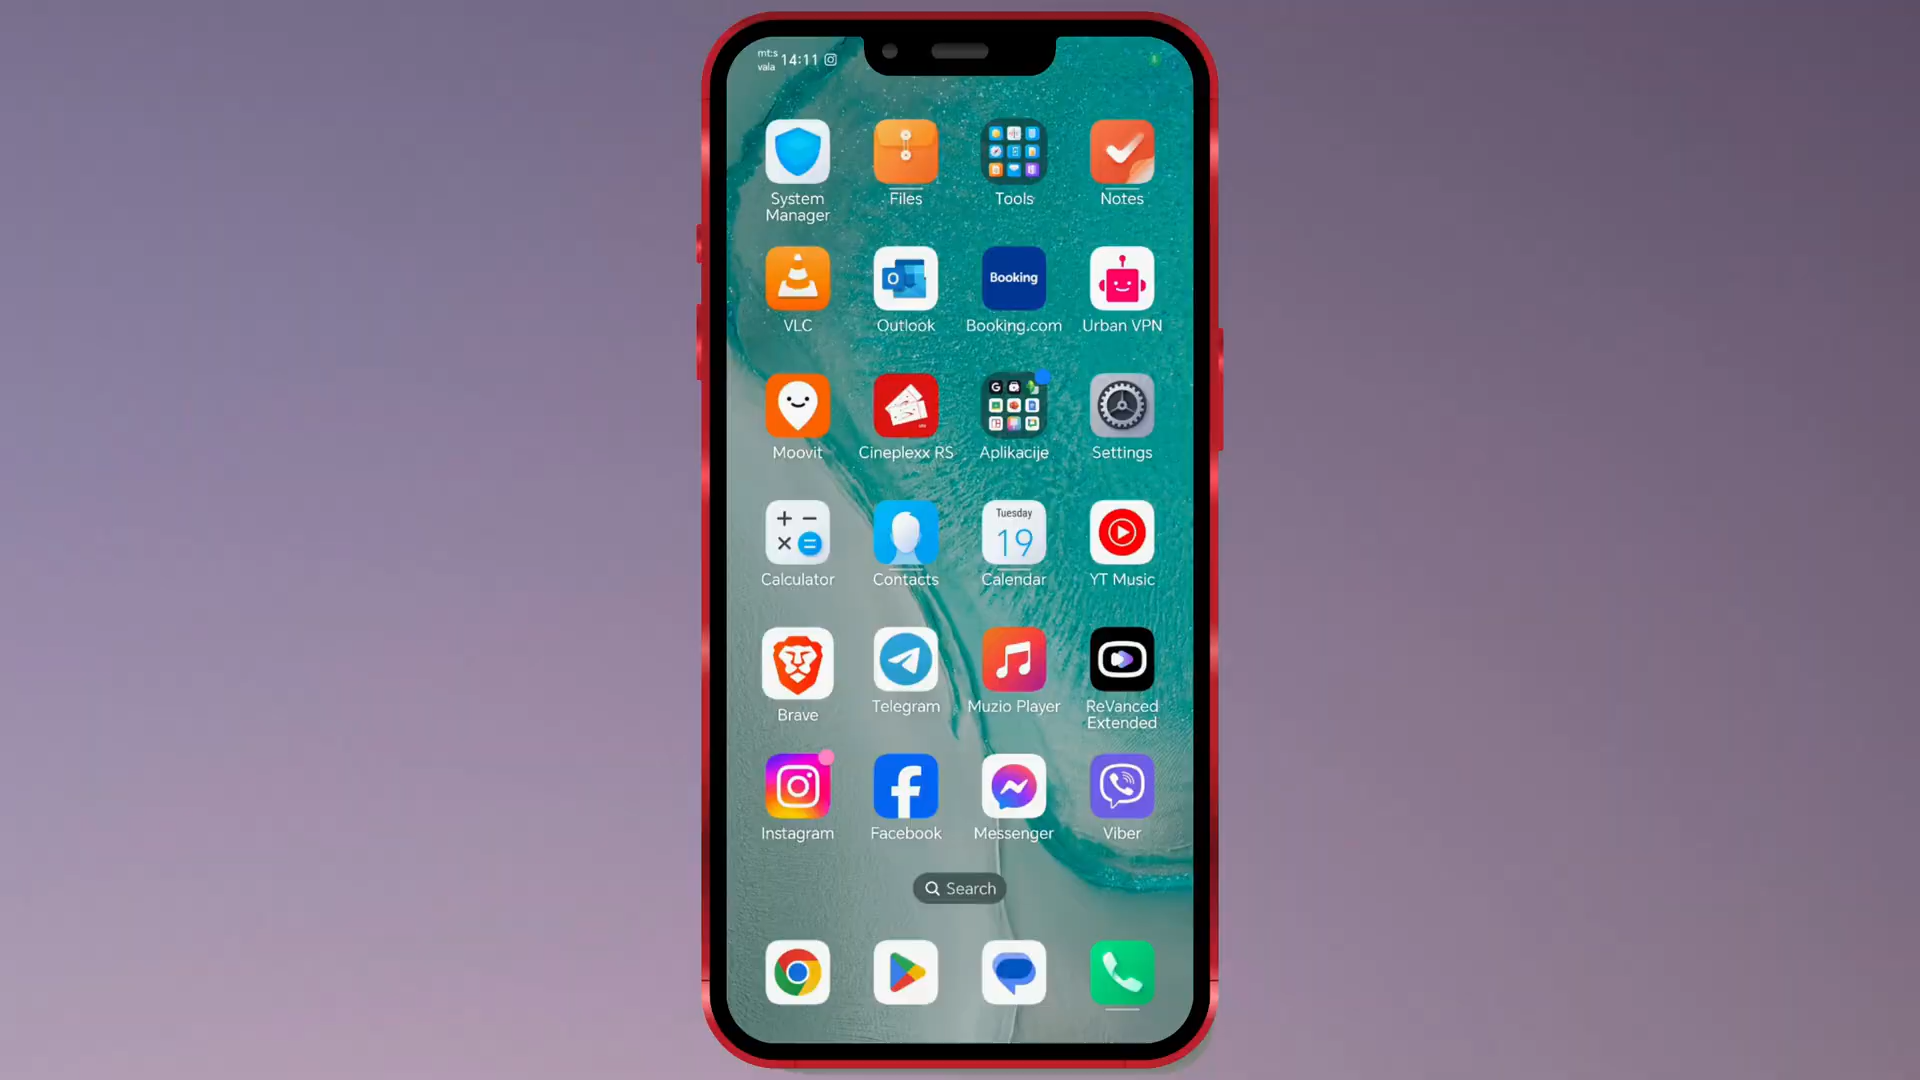 mt:s
vala
14:11
System
Manager
Files
Tools
Notes
Booking
VLC
Outlook
Booking.com
Urban VPN
Moovit
Cineplexx RS
Aplikacije
Settings
Tuesday
19
Calculator
Contacts
Calendar
YT Music
Brave
Telegram
Muzio Player
ReVanced
Extended
Instagram
Facebook
Messenger
Viber
Search